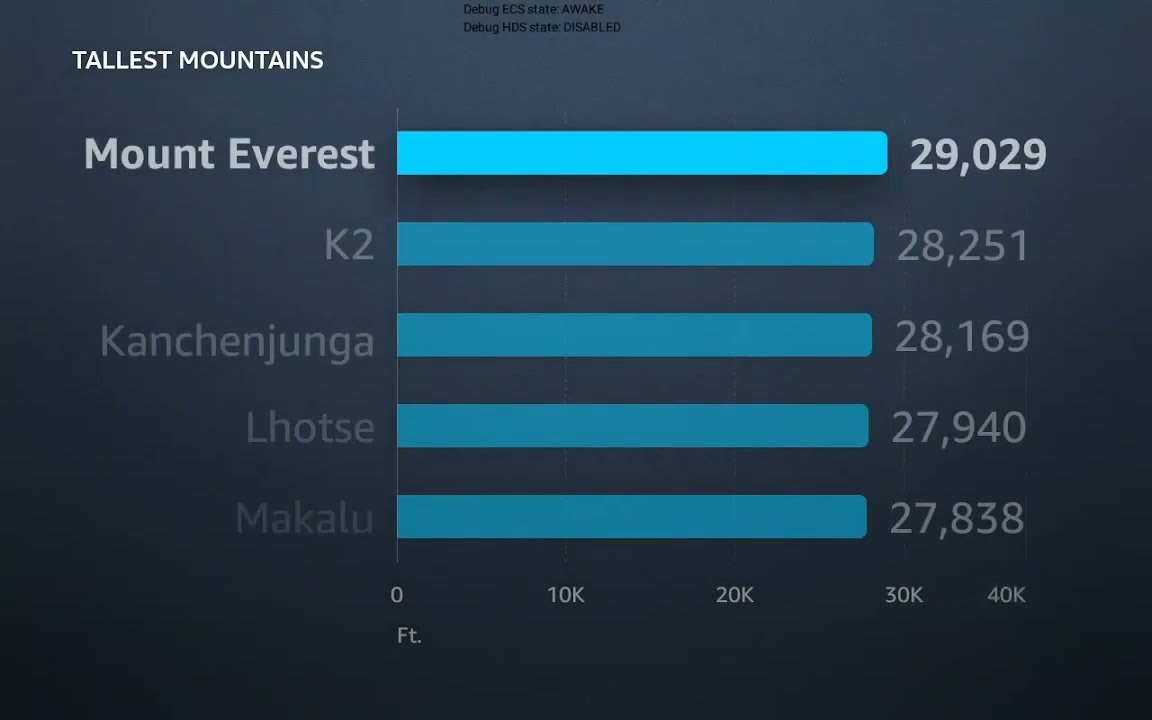 Debug ECS state: AWAKE
Debug HDS state: DISABLED
TALLEST MOUNTAINS
Mount Everest 29,029
K2 28,251
Kanchenjunga 28,169
Lhotse 27,940
Makalu 27,838
0 10K 20K 30K 40K
Ft.